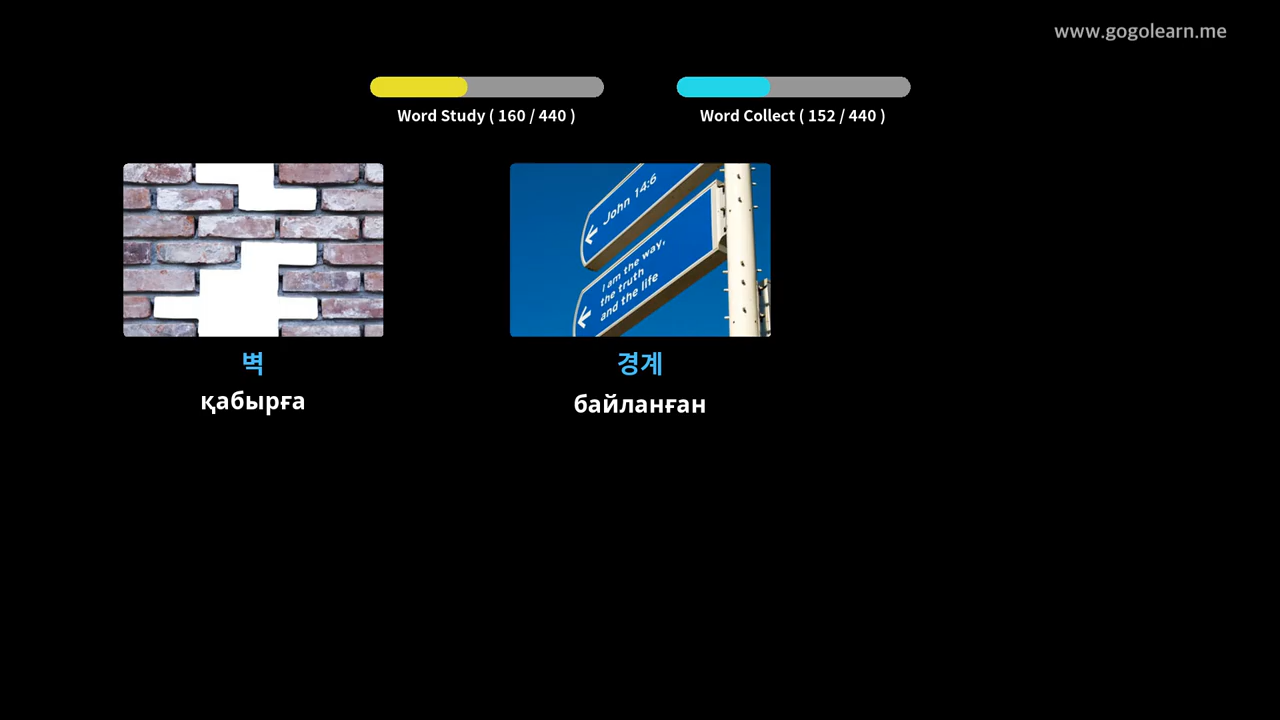 www.gogolearn.me
Word Study ( 160 / 440 )
Word Collect ( 152 / 440 )
John 14:6
I am the way,
the truth
and the life
벽
경계
қабырға
байланған